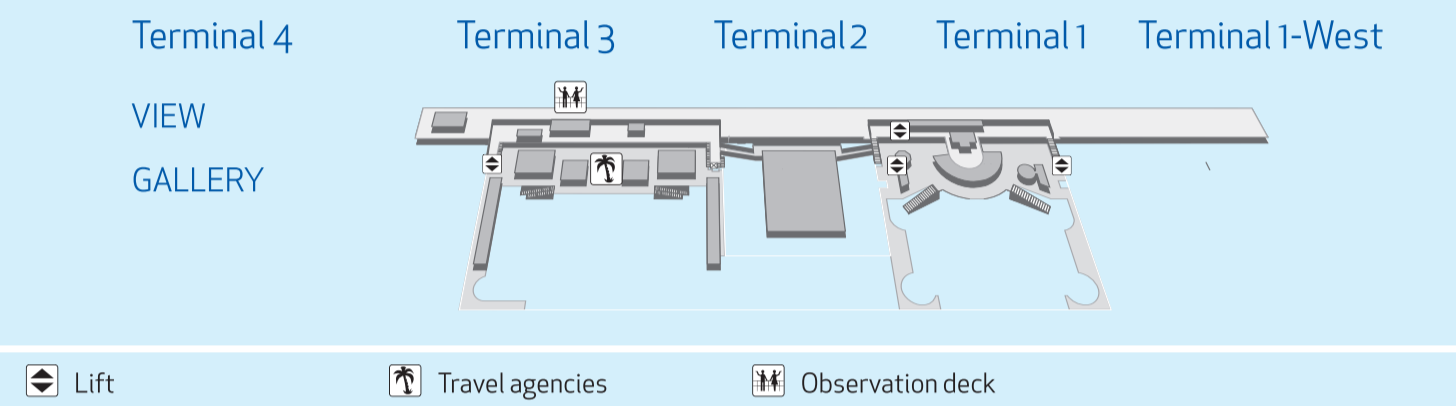 Terminal 4 Terminal 3 Terminal 2 Terminal 1 Terminal 1-West
VIEW
GALLERY
Lift Travel agencies Observation deck